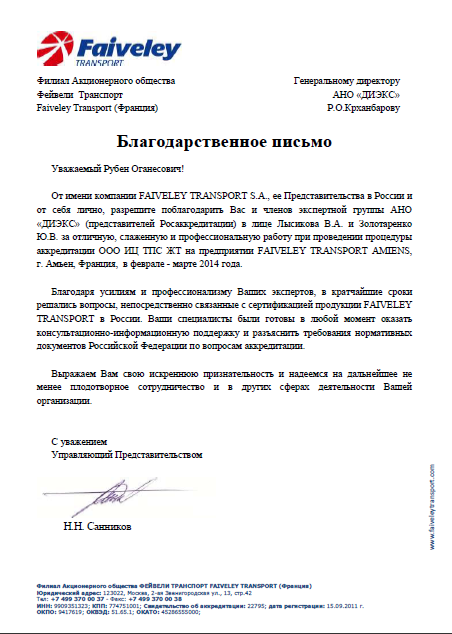 Faiveley
TRANSPORT
Филиал Акционерного общества
Фейвели Транспорт
Faiveley Transport (Франция)
Генеральному директору
АНО «ДИЭКС»
Р.О.Крханбарову
Благодарственное письмо
Уважаемый Рубен Оганесович!
От имени компании FAIVELEY TRANSPORT S.A., ее Представительства в России и
от себя лично, разрешите поблагодарить Вас и членов экспертной группы АНО
«ДИЭКС» (представителей Росаккредитации) в лице Лысикова В.А. и Золотаренко
Ю.В. за отличную, слаженную и профессиональную работу при проведении процедуры
аккредитации ООО ИЦ ТПС ЖТ на предприятии FAIVELEY TRANSPORT AMIENS,
г. Амьен, Франция, в феврале - марте 2014 года.
Благодаря усилиям и профессионализму Ваших экспертов, в кратчайшие сроки
решались вопросы, непосредственно связанные с сертификацией продукции FAIVELEY
TRANSPORT в России. Ваши специалисты были готовы в любой момент оказать
консультационно-информационную поддержку и разъяснить требования нормативных
документов Российской Федерации по вопросам аккредитации.
Выражаем Вам свою искреннюю признательность и надеемся на дальнейшее не
менее плодотворное сотрудничество и в других сферах деятельности Вашей
организации.
С уважением
Управляющий Представительством
Н.Н. Санников
www.faiveleytransport.com
Филиал Акционерного общества ФЕЙВЕЛИ ТРАНСПОРТ FAIVELEY TRANSPORT (Франция)
Юридический адрес: 123022, Москва, 2-ая Звенигородская ул., 13, стр.42
Тел: +7 499 370 00 37 - Факс: +7 499 370 00 38
ИНН: 9909351323; КПП: 774751001; Свидетельство об аккредитации: 22795; дата регистрации: 15.09.2011 г.
ОКПО: 9417619; ОКВЭД: 51.65.1; ОКАТО: 45286555000;